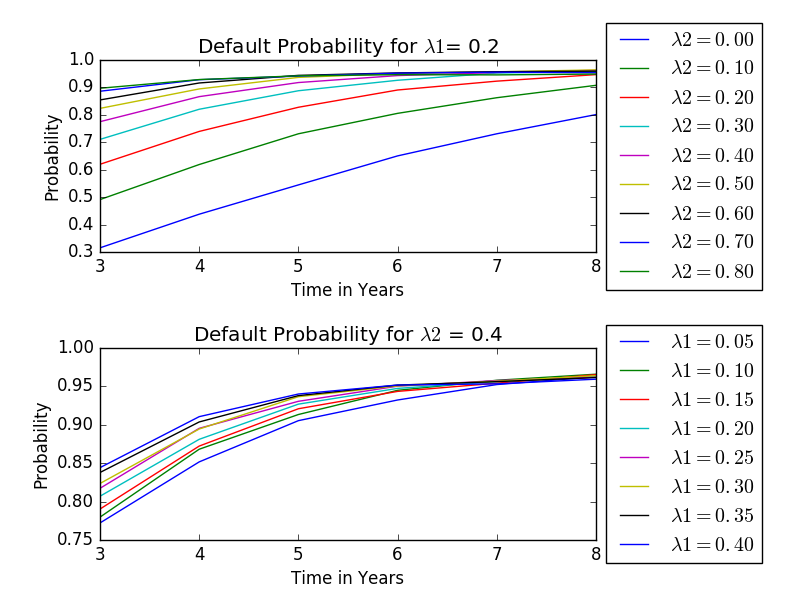 Default Probability for λ1= 0.2
Probability
1.0
0.9
0.8
0.7
0.6
0.5
0.4
0.3
3 4 5 6 7 8
Time in Years
λ2 = 0.00
λ2 = 0.10
λ2 = 0.20
λ2 = 0.30
λ2 = 0.40
λ2 = 0.50
λ2 = 0.60
λ2 = 0.70
λ2 = 0.80
Default Probability for λ2 = 0.4
Probability
1.00
0.95
0.90
0.85
0.80
0.75
3 4 5 6 7 8
Time in Years
λ1 = 0.05
λ1 = 0.10
λ1 = 0.15
λ1 = 0.20
λ1 = 0.25
λ1 = 0.30
λ1 = 0.35
λ1 = 0.40